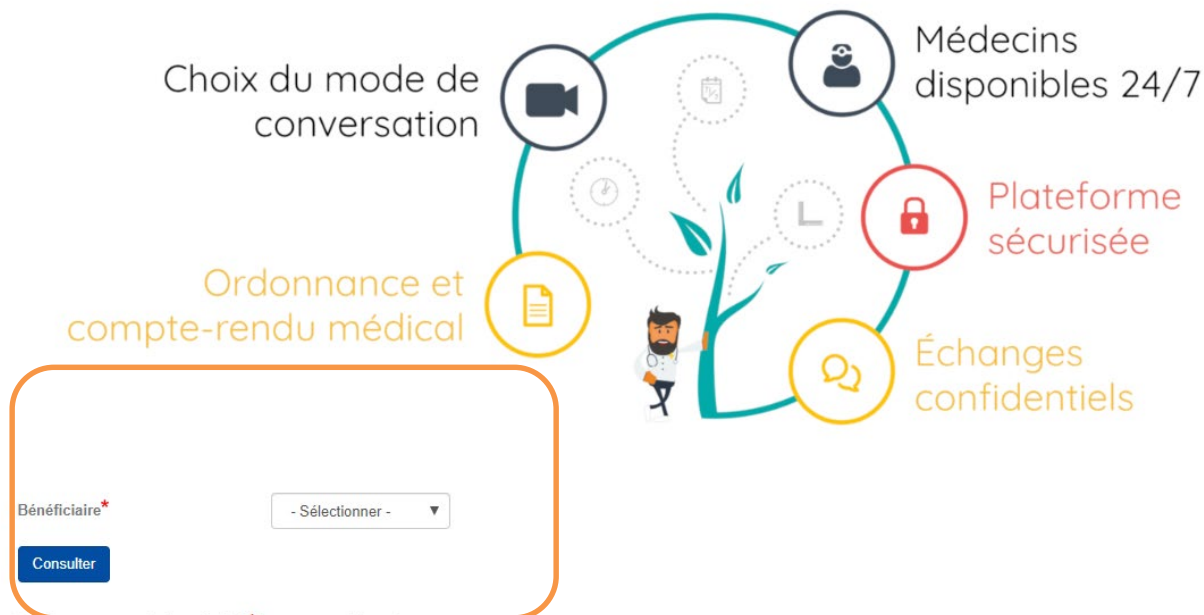 Choix du mode de
conversation
Médecins
disponibles 24/7
Plateforme
sécurisée
Ordonnance et
compte-rendu médical
Échanges
confidentiels
Bénéficiaire*
- Sélectionner - ▼
Consulter